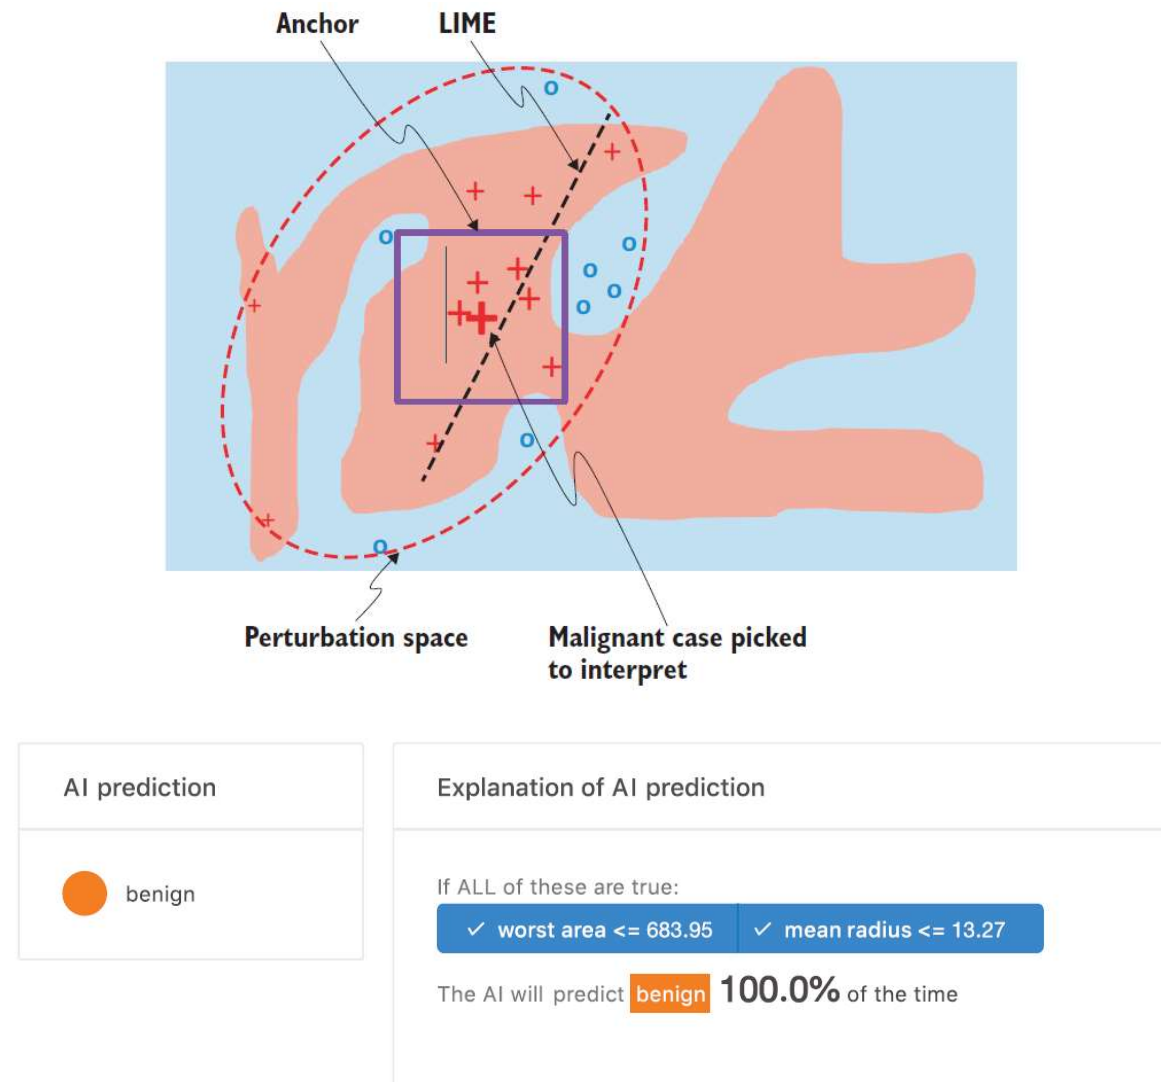 Anchor
LIME
Perturbation space
Malignant case picked
to interpret
AI prediction
benign
Explanation of AI prediction
If ALL of these are true:
✓ worst area <= 683.95 ✓ mean radius <= 13.27
The AI will predict benign 100.0% of the time